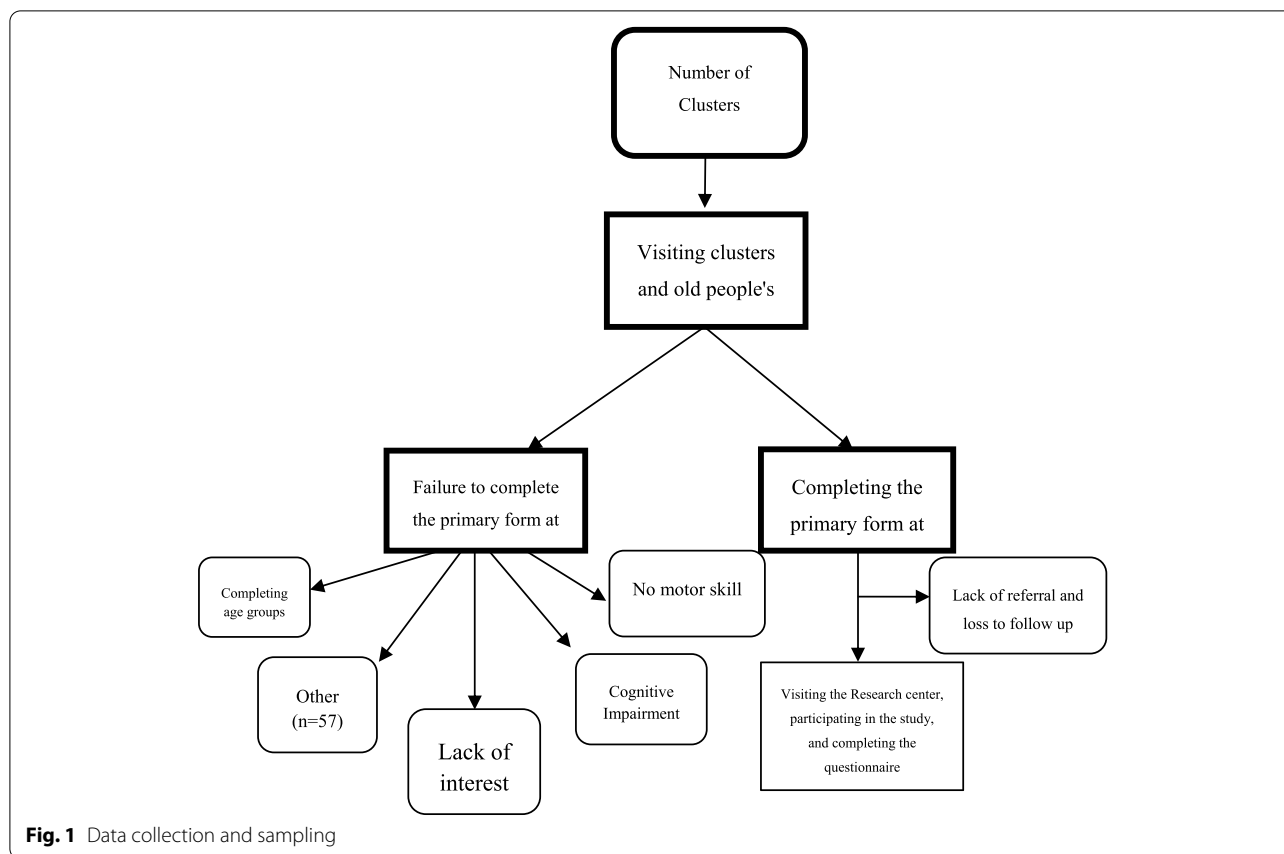 Number of
Clusters
Visiting clusters
and old people's
Failure to complete
the primary form at
Completing the
primary form at
Completing
age groups
No motor skill
Lack of referral and
loss to follow up
Other
(n=57)
Cognitive
Impairment
Lack of
interest
Visiting the Research center,
participating in the study,
and completing the
questionnaire
Fig. 1 Data collection and sampling